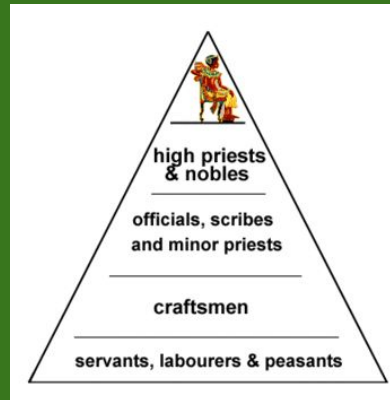 high priests
& nobles
officials, scribes
and minor priests
craftsmen
servants, labourers & peasants